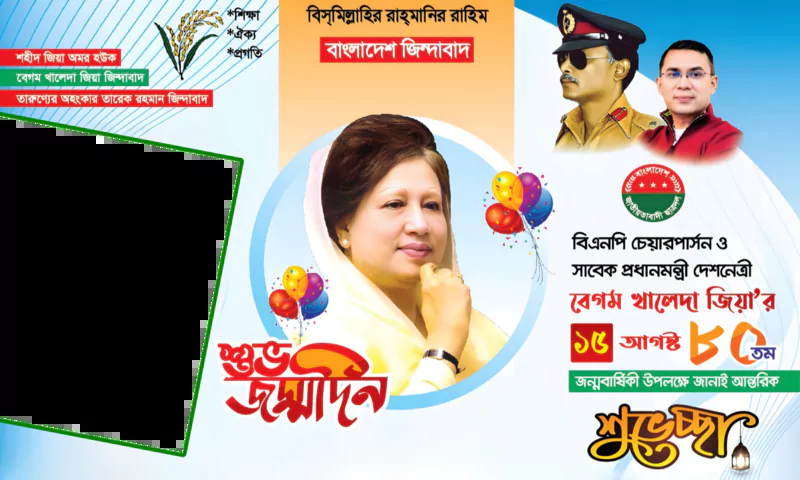 *শিক্ষা
*ঐক্য
*প্রগতি
শহীদ জিয়া অমর হউক
বেগম খালেদা জিয়া জিন্দাবাদ
তারুণ্যের অহংকার তারেক রহমান জিন্দাবাদ
বিস্‌মিল্লাহির রাহ্‌মানির রাহিম
বাংলাদেশ জিন্দাবাদ
জাতীয়তাবাদী ছাত্রদল
বিএনপি চেয়ারপার্সন ও
সাবেক প্রধানমন্ত্রী দেশনেত্রী
বেগম খালেদা জিয়া'র
১৫ আগষ্ট ৮০তম
জন্মবার্ষিকী উপলক্ষে জানাই আন্তরিক
শুভেচ্ছা
শুভ
জন্মদিন